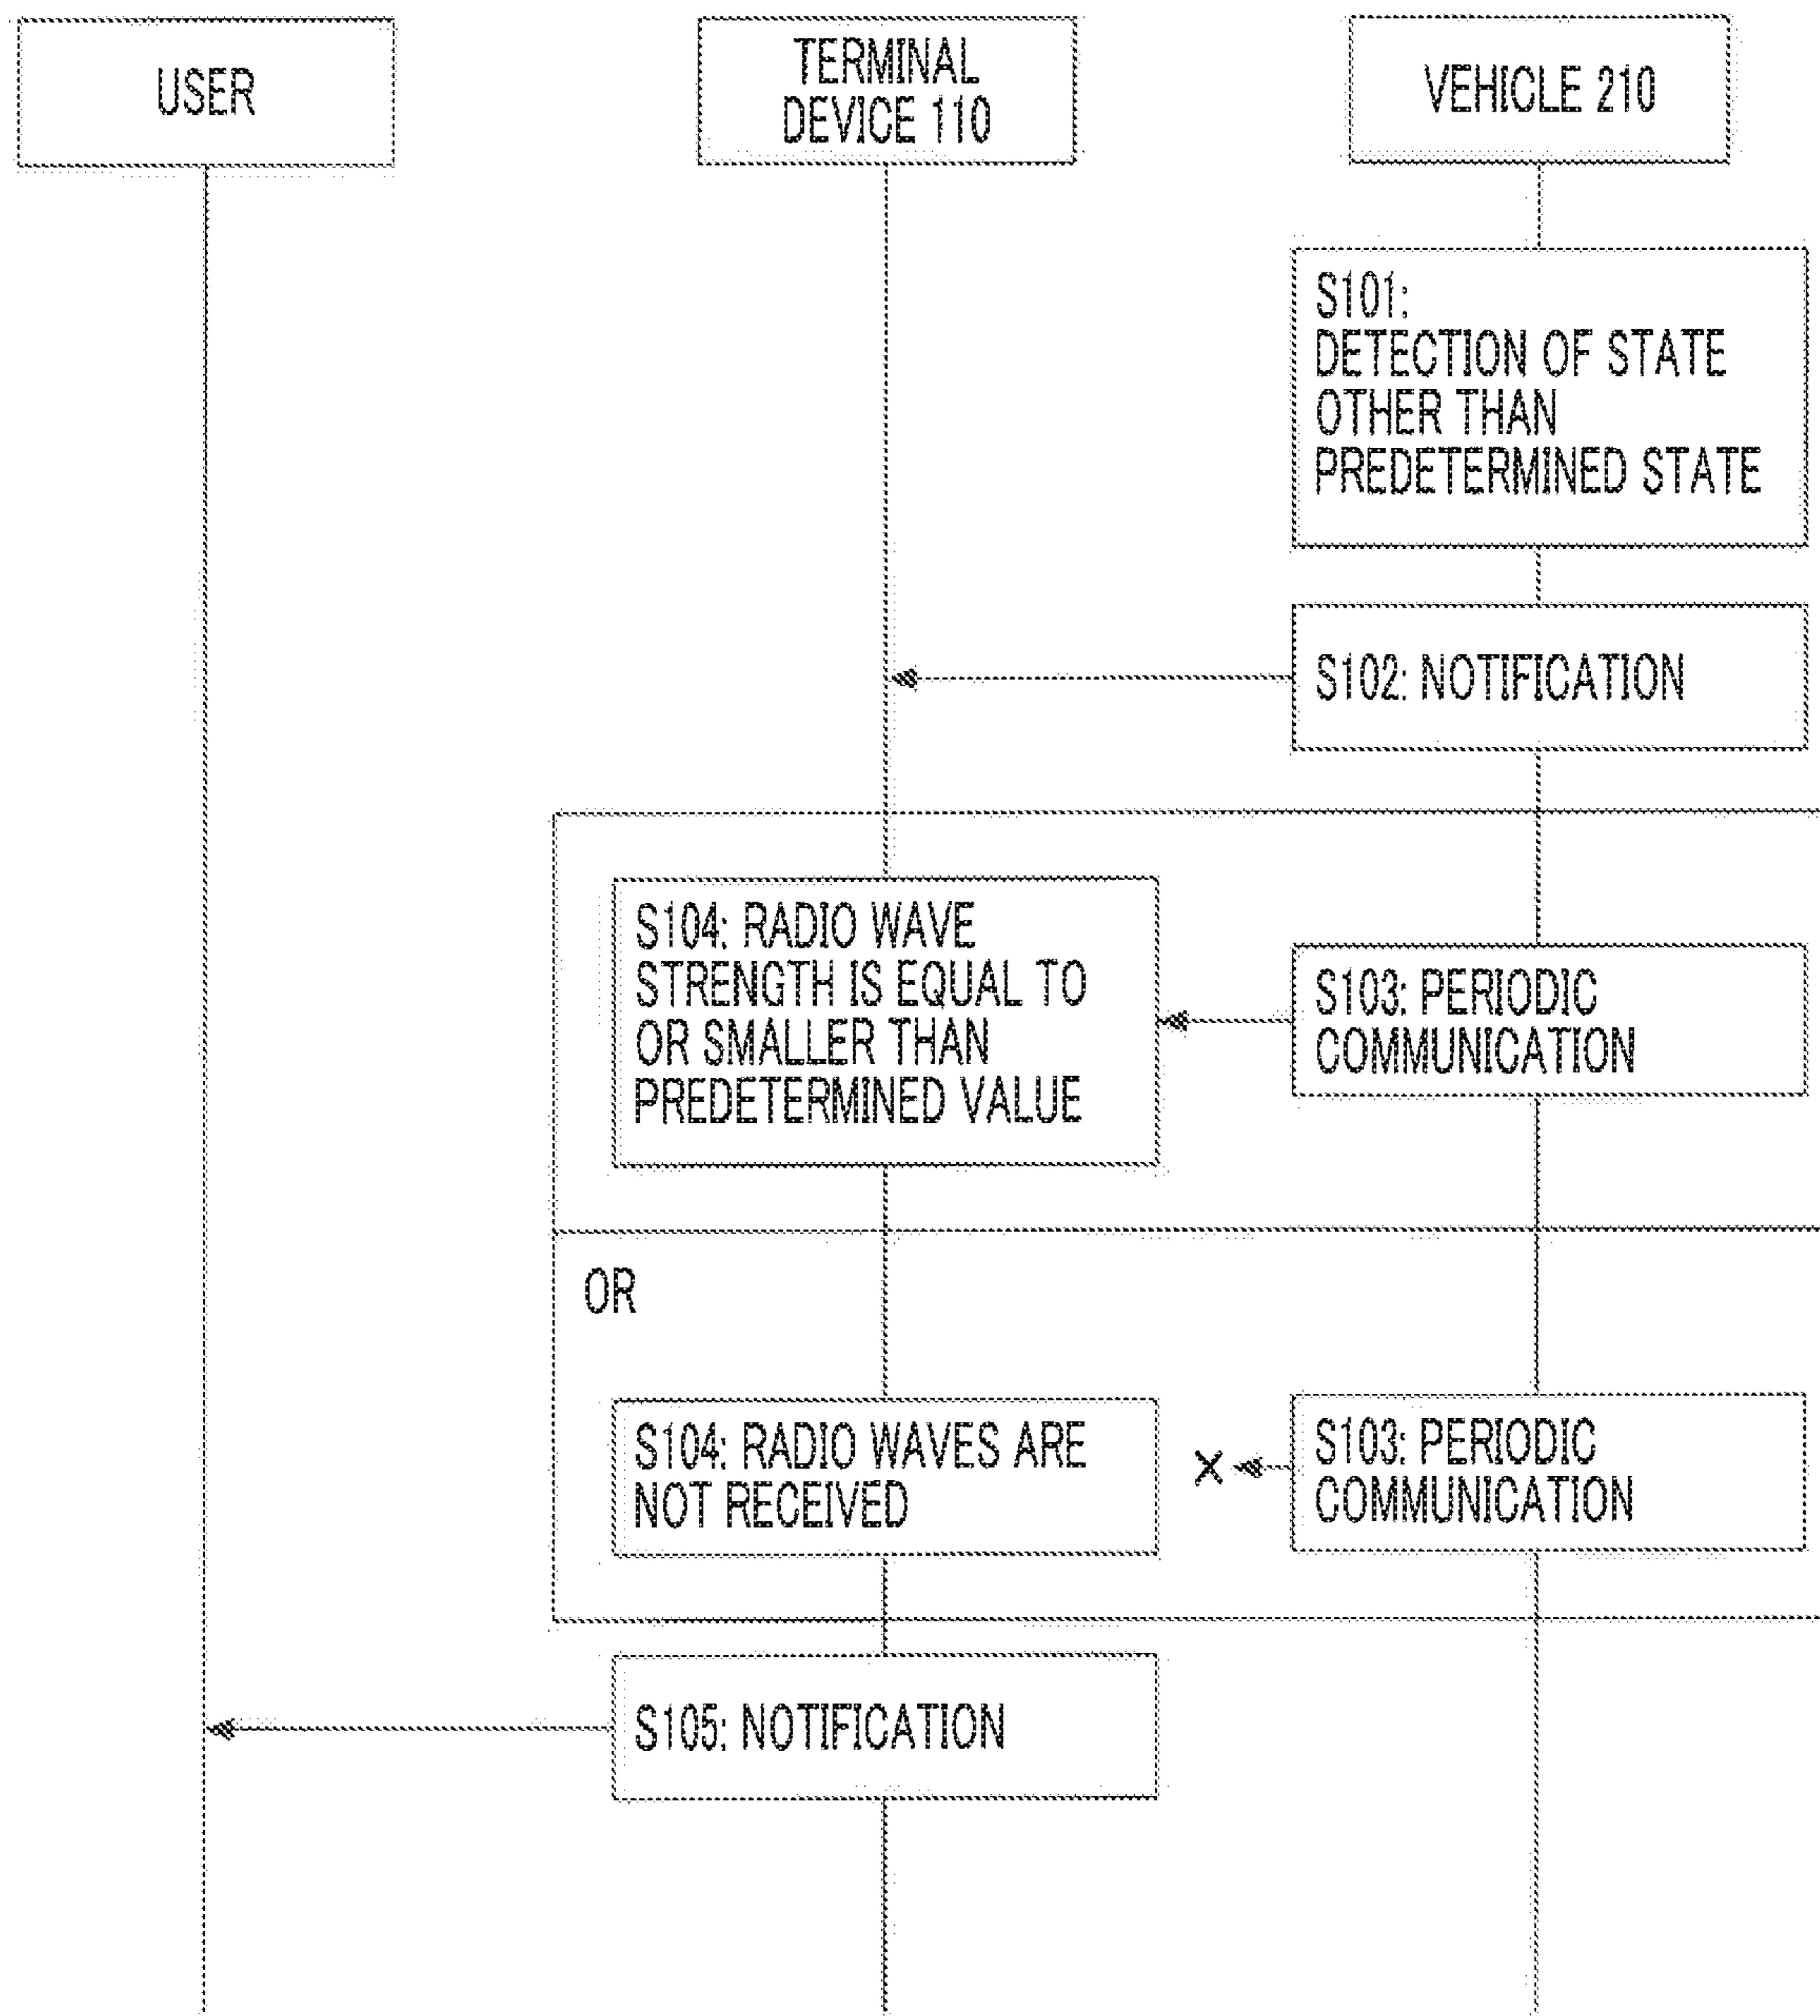 USER
TERMINAL
DEVICE 110
VEHICLE 210
S101:
DETECTION OF STATE
OTHER THAN
PREDETERMINED STATE
S102: NOTIFICATION
S104: RADIO WAVE
STRENGTH IS EQUAL TO
OR SMALLER THAN
PREDETERMINED VALUE
S103: PERIODIC
COMMUNICATION
OR
S104: RADIO WAVES ARE
NOT RECEIVED
X
S103: PERIODIC
COMMUNICATION
S105: NOTIFICATION